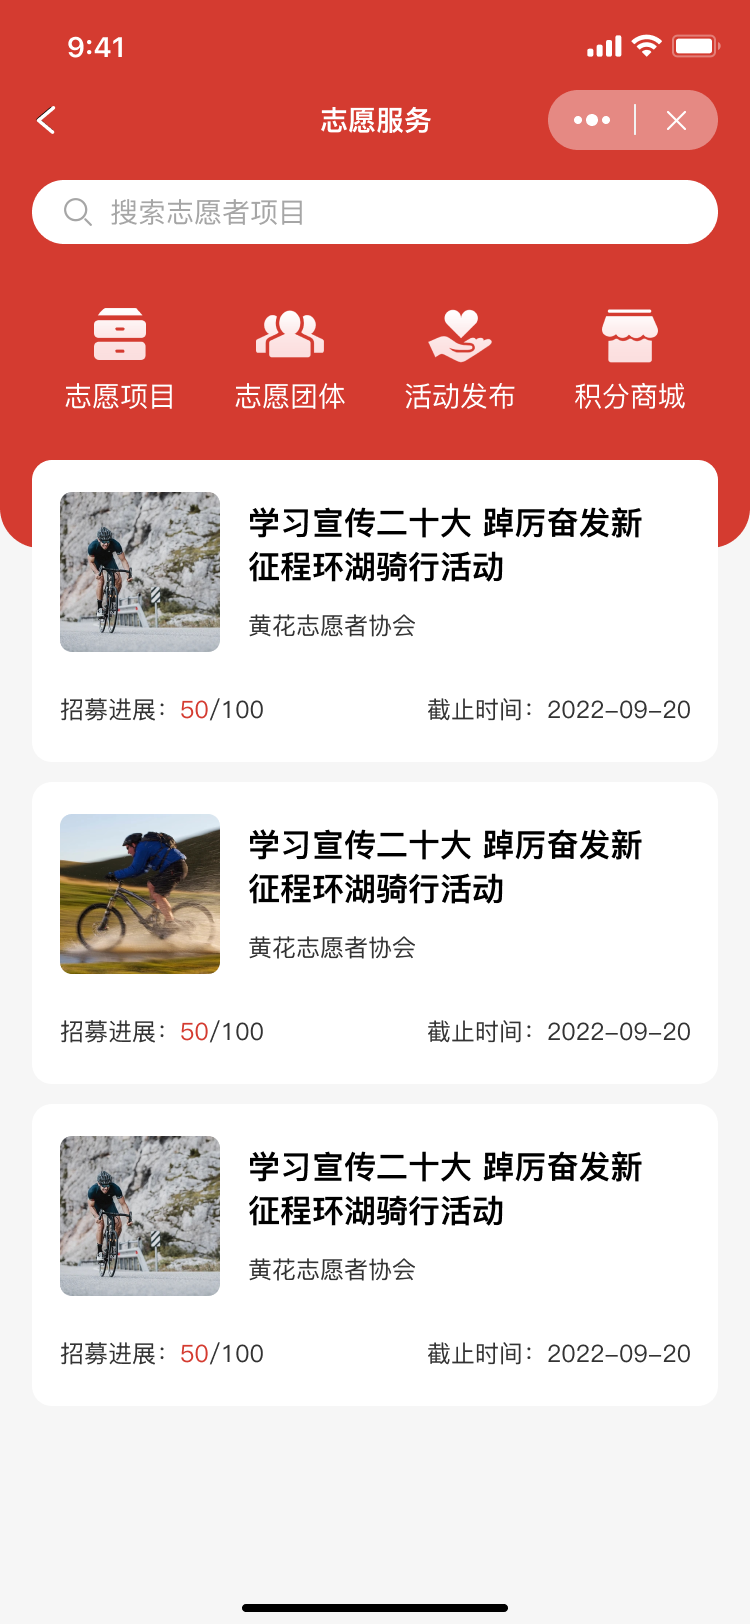 9:41
志愿服务
搜索志愿者项目
志愿项目 志愿团体 活动发布 积分商城
学习宣传二十大 踔厉奋发新
征程环湖骑行活动
黄花志愿者协会
招募进展：50/100 截止时间：2022-09-20
学习宣传二十大 踔厉奋发新
征程环湖骑行活动
黄花志愿者协会
招募进展：50/100 截止时间：2022-09-20
学习宣传二十大 踔厉奋发新
征程环湖骑行活动
黄花志愿者协会
招募进展：50/100 截止时间：2022-09-20